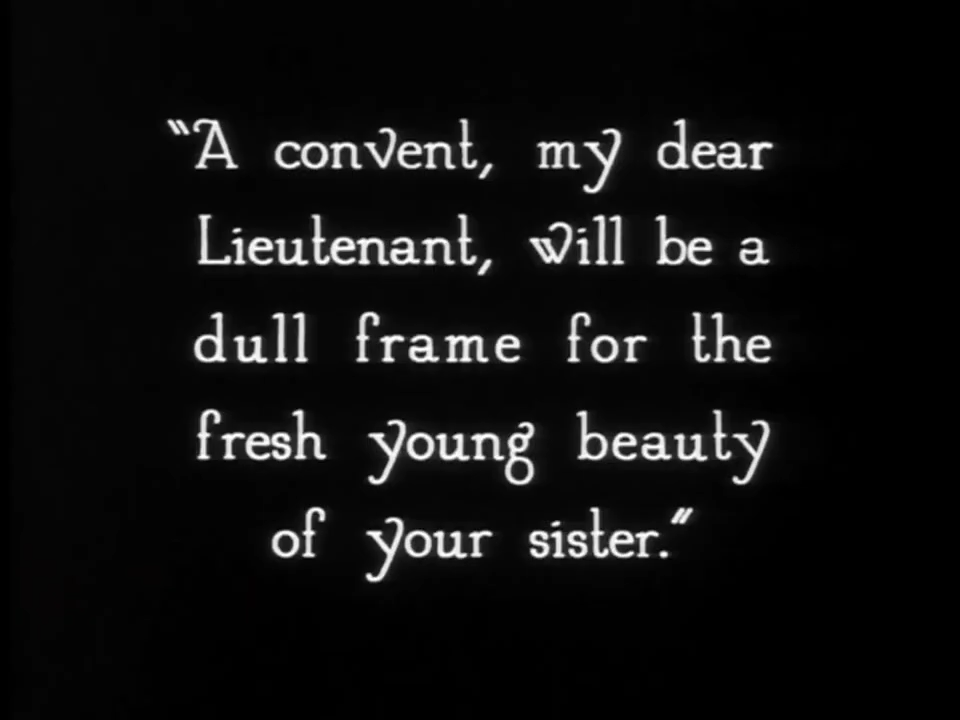 "A convent, my dear
Lieutenant, will be a
dull frame for the
fresh young beauty
of your sister."